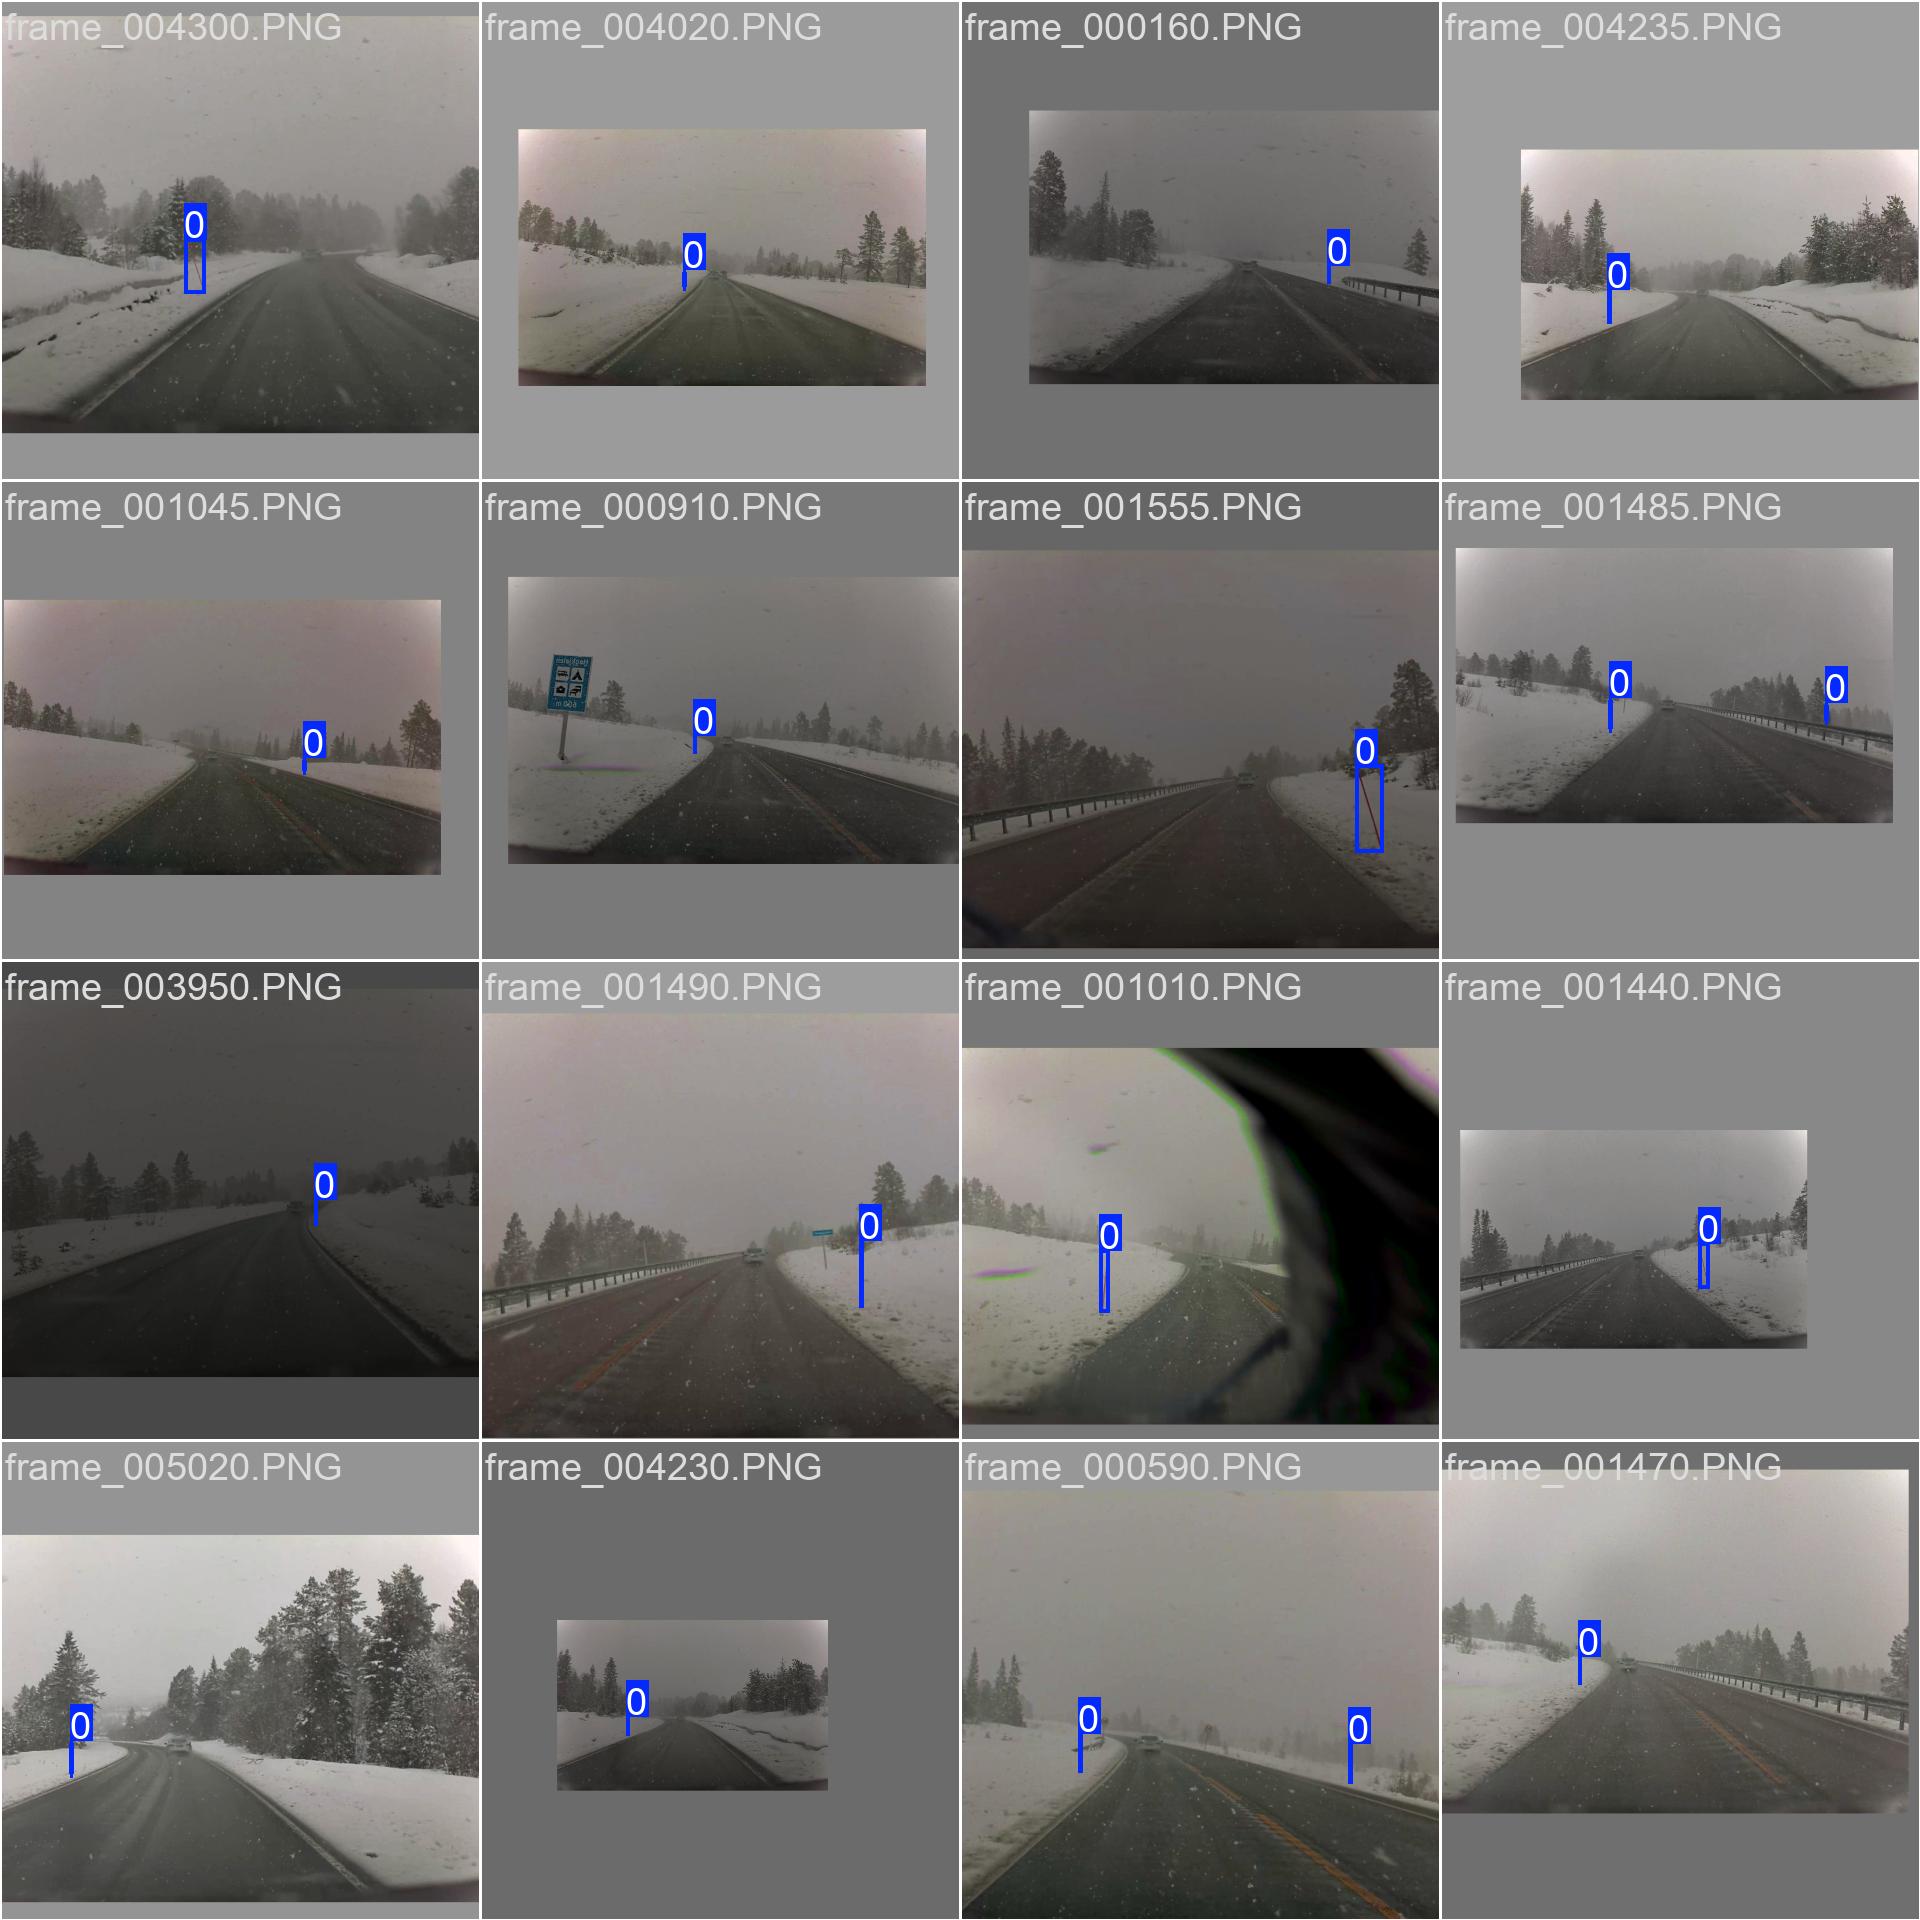 frame_004300.PNG
frame_004020.PNG
frame_000160.PNG
frame_004235.PNG
0
0
0
0
frame_001045.PNG
frame_000910.PNG
frame_001555.PNG
frame_001485.PNG
0
0
0
0
0
frame_003950.PNG
frame_001490.PNG
frame_001010.PNG
frame_001440.PNG
0
0
0
0
frame_005020.PNG
frame_004230.PNG
frame_000590.PNG
frame_001470.PNG
0
0
0
0
0